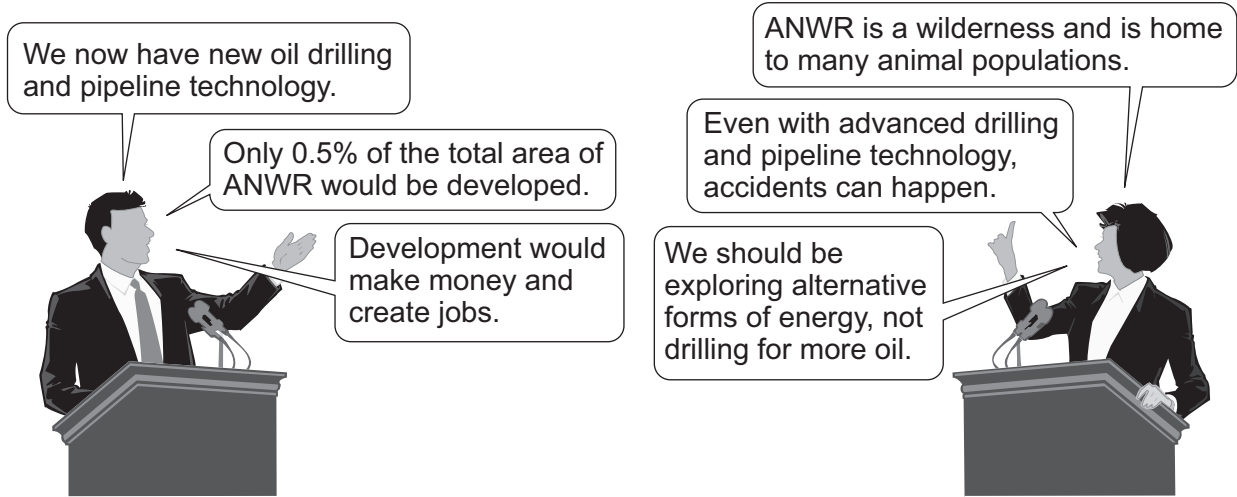 We now have new oil drilling
and pipeline technology.
Only 0.5% of the total area of
ANWR would be developed.
Development would
make money and
create jobs.
ANWR is a wilderness and is home
to many animal populations.
Even with advanced drilling
and pipeline technology,
accidents can happen.
We should be
exploring alternative
forms of energy, not
drilling for more oil.